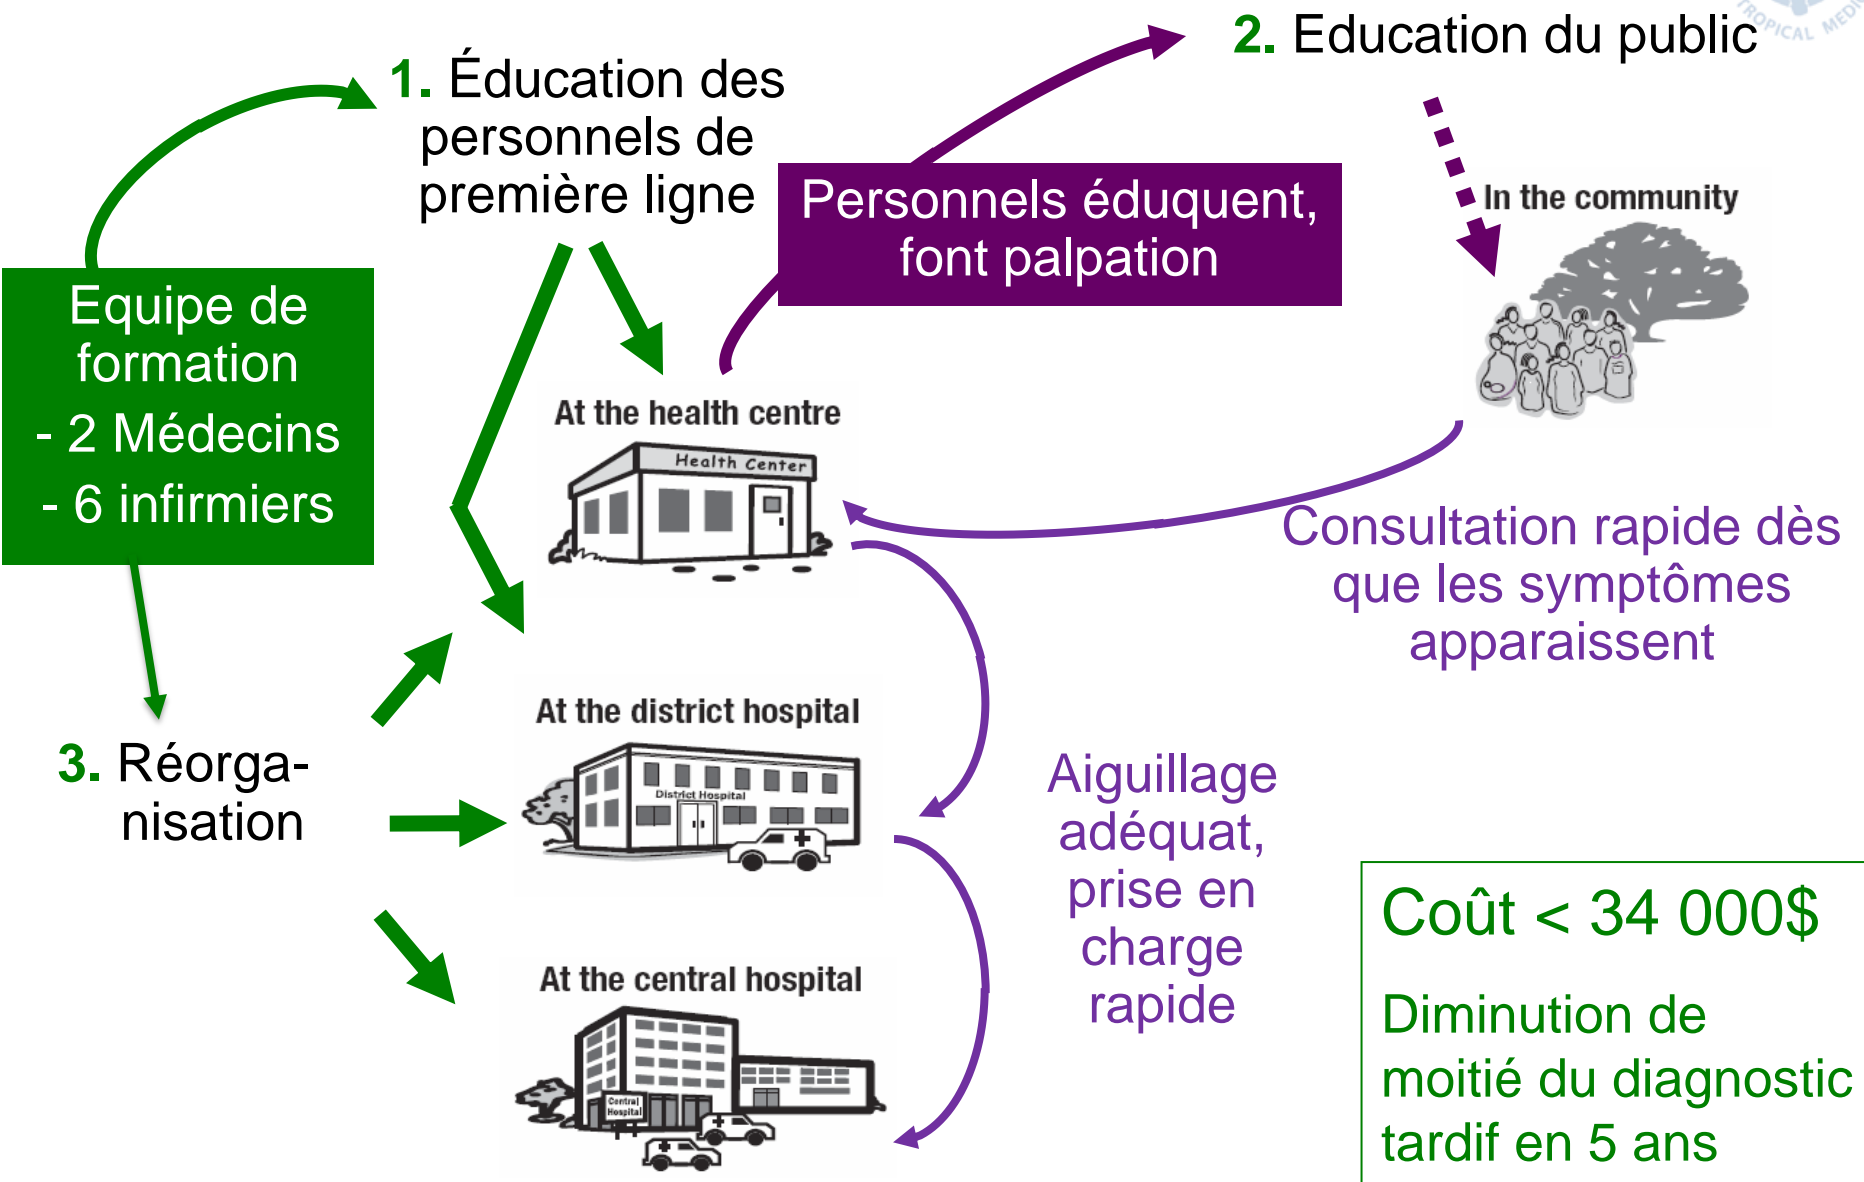 TROPICAL MEDI
2. Education du public
1. Éducation des
personnels de
première ligne
Personnels éduquent,
font palpation
In the community
Equipe de
formation
- 2 Médecins
- 6 infirmiers
At the health centre
Health Center
Consultation rapide dès
que les symptômes
apparaissent
At the district hospital
District Hospital
3. Réorga-
nisation
Aiguillage
adéquat,
prise en
charge
rapide
At the central hospital
Central
Hospital
Coût < 34 000$
Diminution de
moitié du diagnostic
tardif en 5 ans